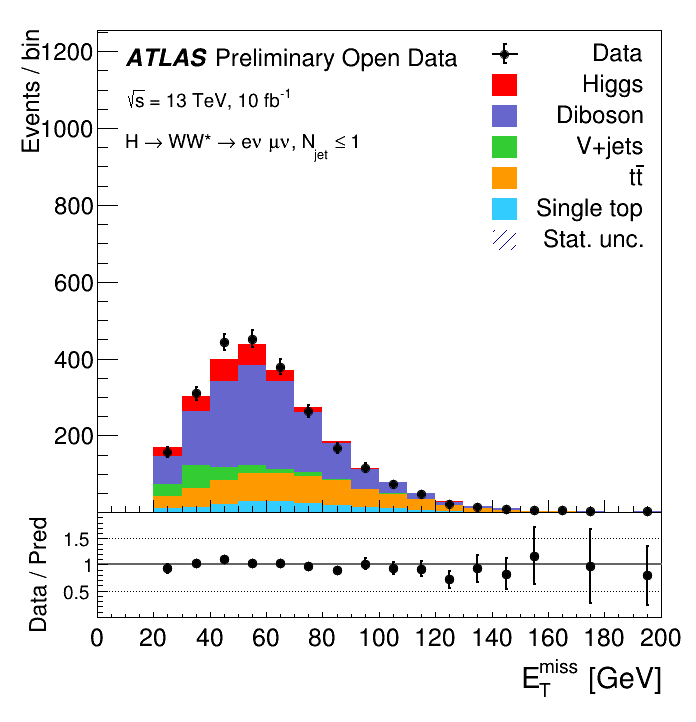 ATLAS Preliminary Open Data
√s = 13 TeV, 10 fb⁻¹
H → WW* → eν μν, N_jet ≤ 1
Data
Higgs
Diboson
V+jets
tt̄
Single top
Stat. unc.
Events / bin
1200
1000
800
600
400
200
Data / Pred
1.5
1
0.5
0 20 40 60 80 100 120 140 160 180 200
E_T^miss [GeV]